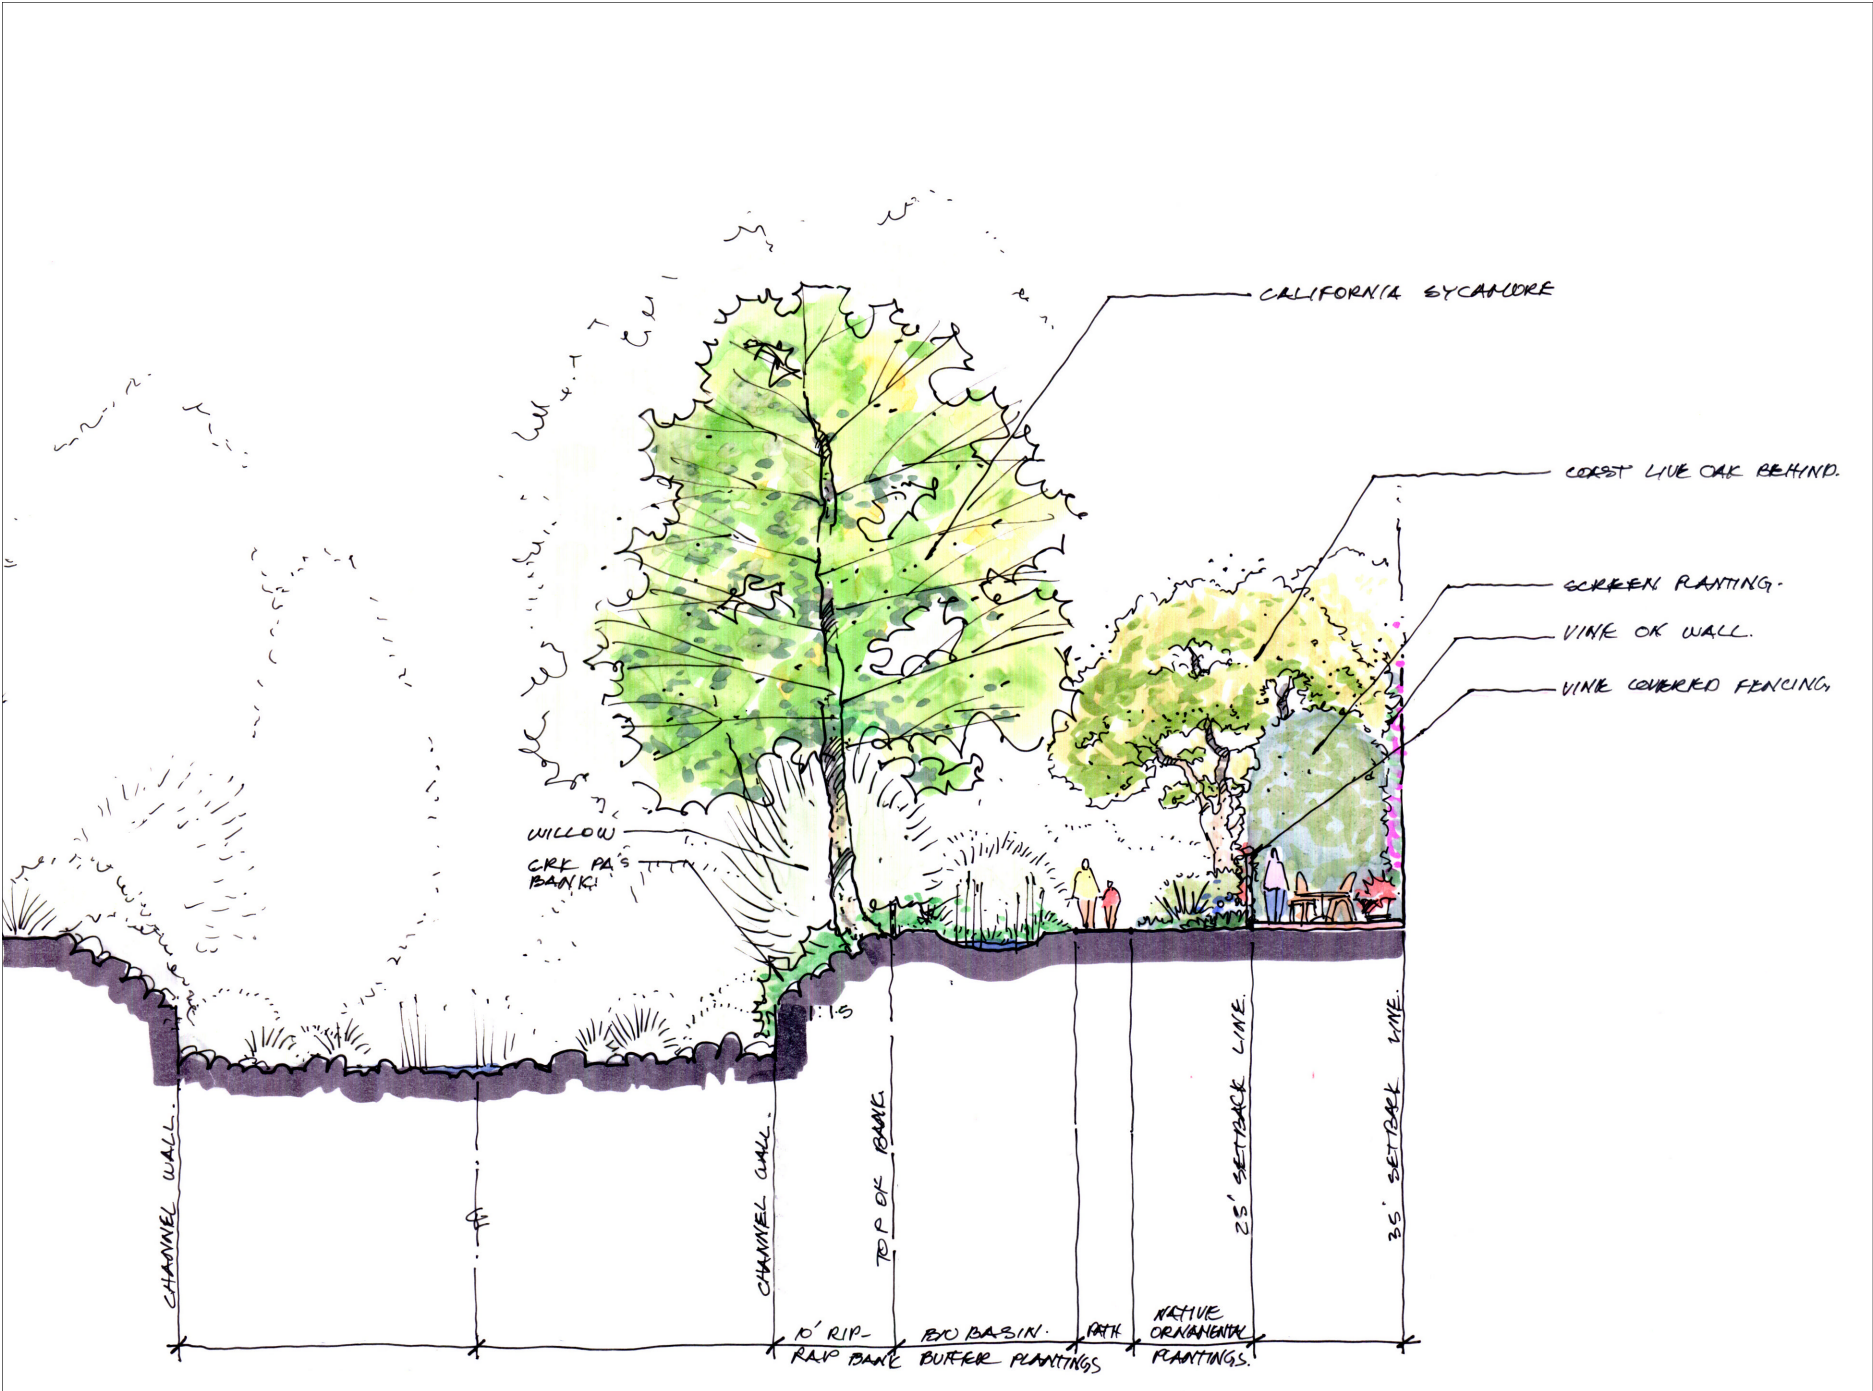 CALIFORNIA SYCAMORE
COAST LIVE OAK BEHIND.
SCREEN PLANTING.
VINE ON WALL.
VINE COVERED FENCING,
WILLOW
BANK.
1:1.5
CHANNEL WALL.
CHANNEL WALL.
TOP OF BANK.
25' SETBACK LINE.
35' SETBACK LINE.
10' RIP-
RAP BANK
BIO BASIN.
BUFFER PLANTINGS
PATH
NATIVE
ORNAMENTAL
PLANTINGS.